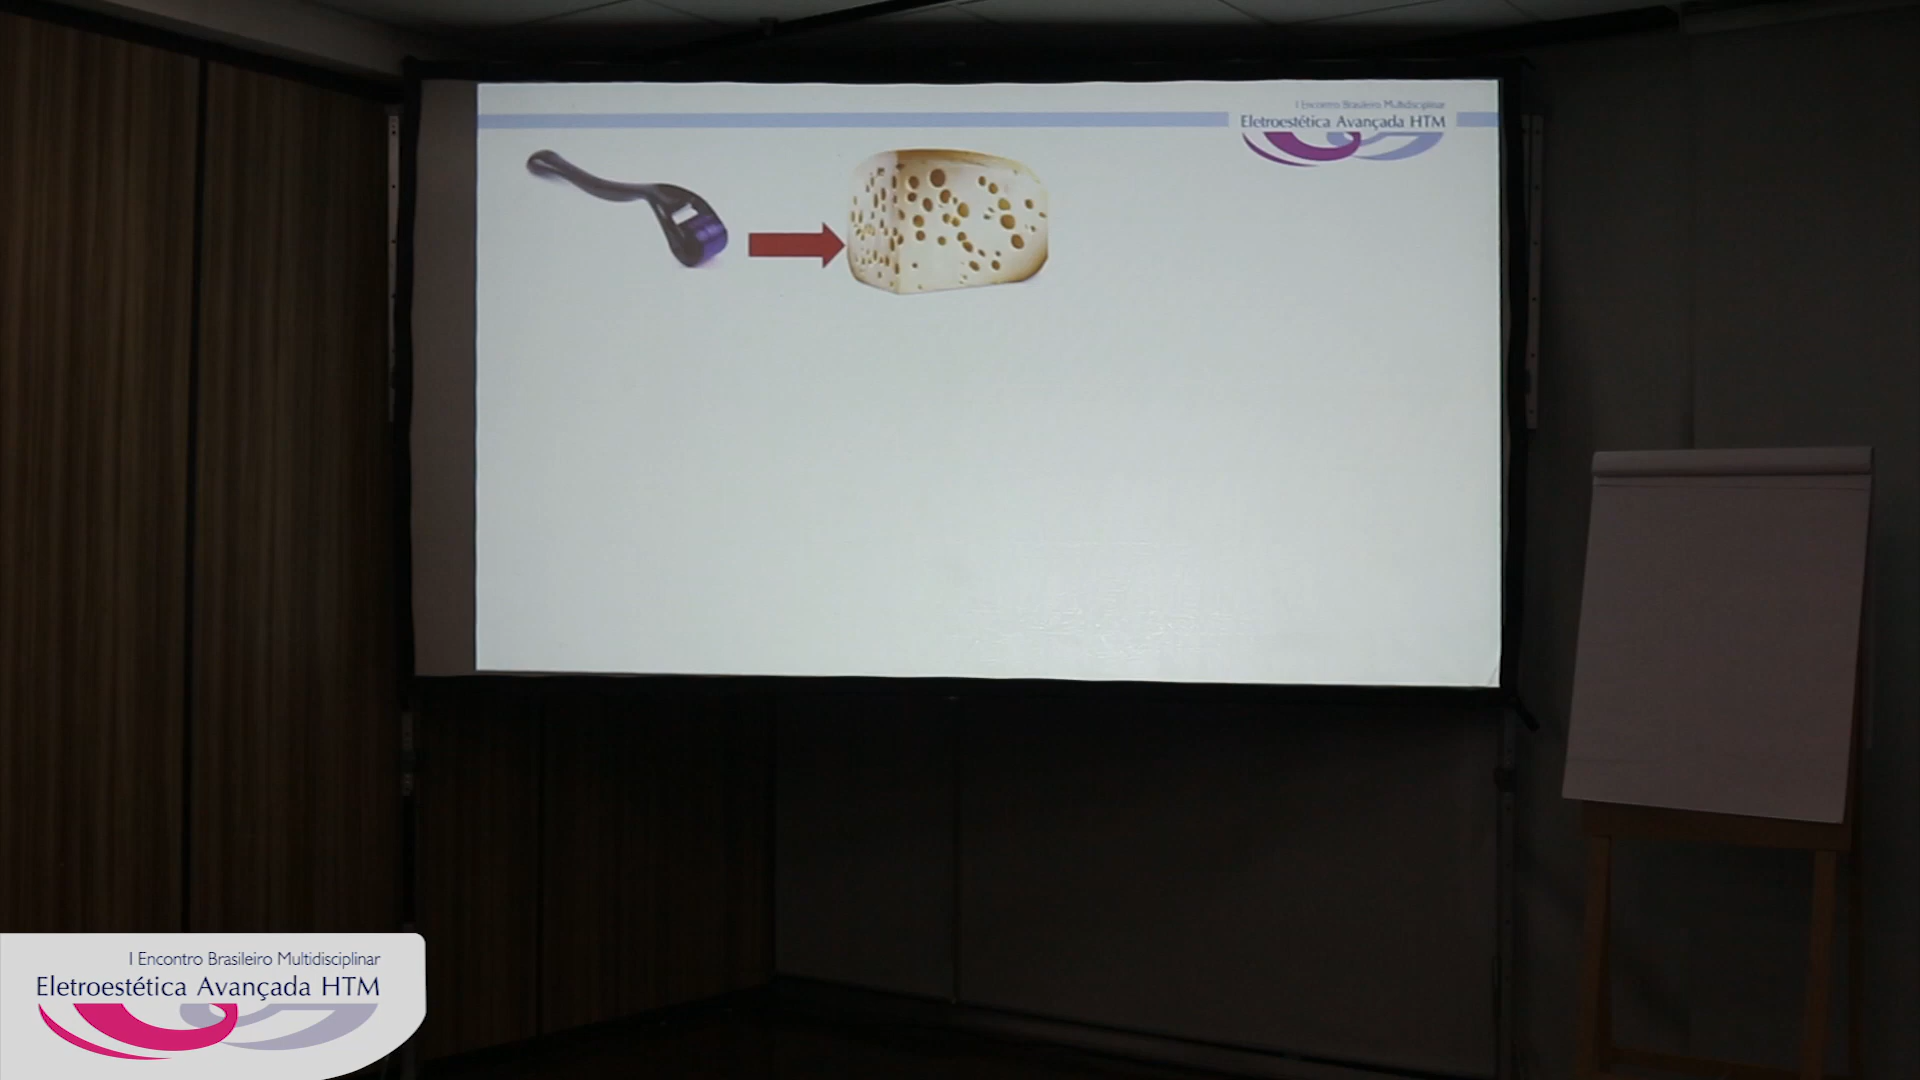 I Encontro Brasileiro Multidisciplinar
Eletroestética Avançada HTM
I Encontro Brasileiro Multidisciplinar
Eletroestética Avançada HTM